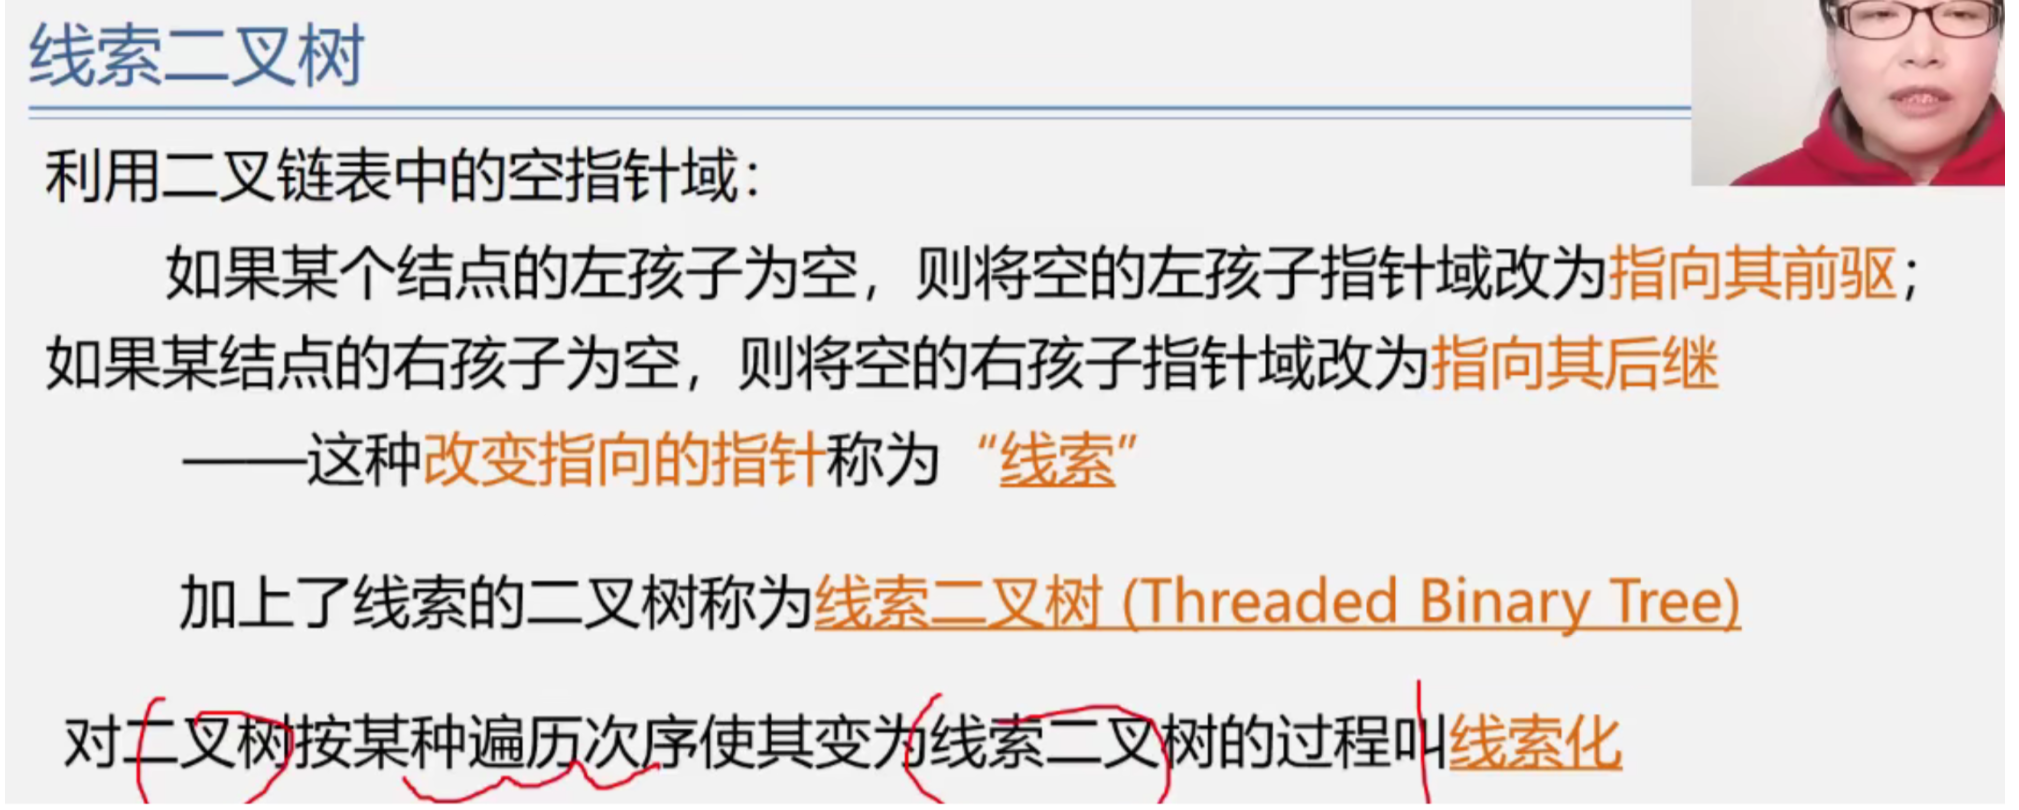 线索二叉树
利用二叉链表中的空指针域：
如果某个结点的左孩子为空，则将空的左孩子指针域改为指向其前驱；
如果某结点的右孩子为空，则将空的右孩子指针域改为指向其后继
——这种改变指向的指针称为“线索”
加上了线索的二叉树称为线索二叉树 (Threaded Binary Tree)
对二叉树按某种遍历次序使其变为线索二叉树的过程叫线索化